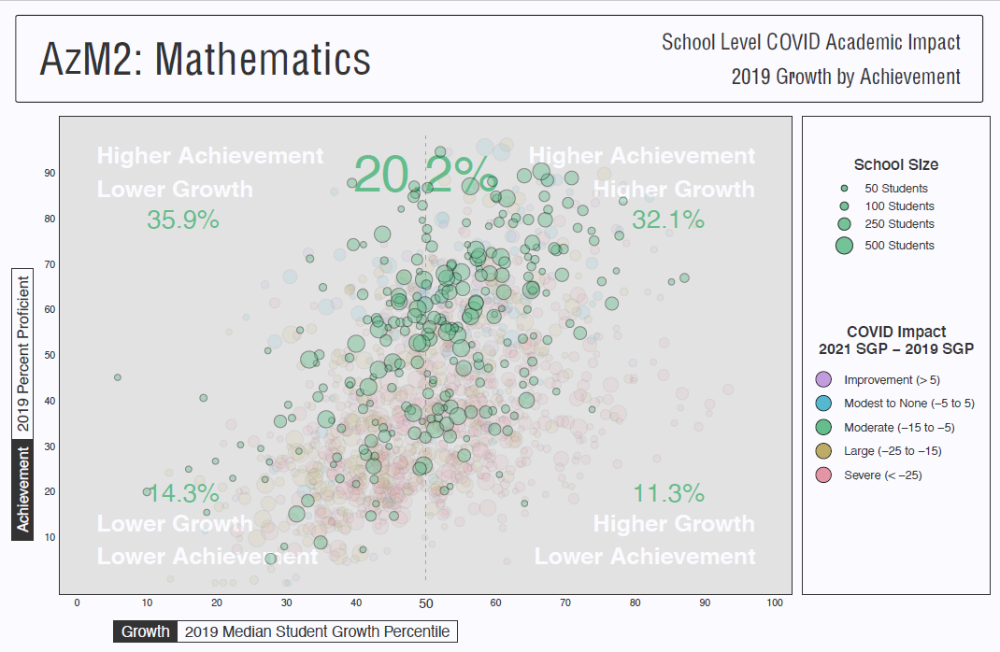 AzM2: Mathematics
School Level COVID Academic Impact
2019 Growth by Achievement
Higher Achievement
Lower Growth
35.9%
20.2%
Higher Achievement
Higher Growth
32.1%
14.3%
Lower Growth
Lower Achievement
11.3%
Higher Growth
Lower Achievement
90
80
70
60
50
40
30
20
10
0
10
20
30
40
50
60
70
80
90
100
Achievement
2019 Percent Proficient
Growth
2019 Median Student Growth Percentile
School Size
50 Students
100 Students
250 Students
500 Students
COVID Impact
2021 SGP − 2019 SGP
Improvement (> 5)
Modest to None (−5 to 5)
Moderate (−15 to −5)
Large (−25 to −15)
Severe (< −25)